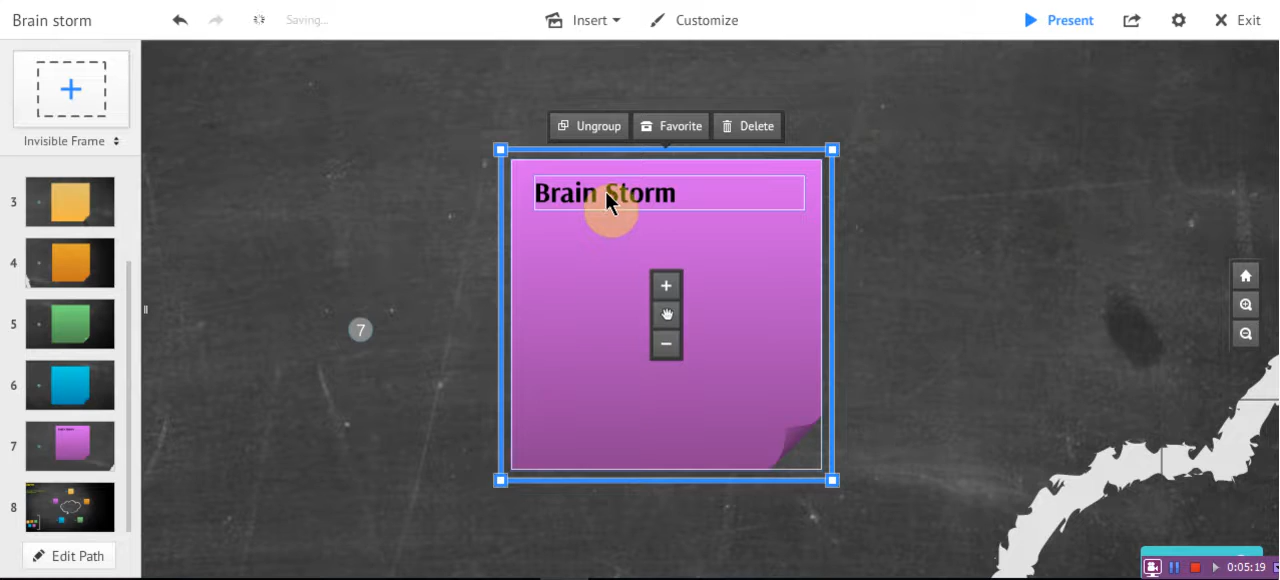 Brain storm
Saving...
Insert
Customize
Present
Exit
Invisible Frame
Ungroup
Favorite
Delete
Brain Storm
3
4
5
7
6
7
8
Edit Path
0:05:19